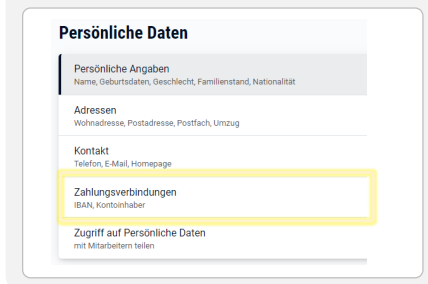 Persönliche Daten
Persönliche Angaben
Name, Geburtsdaten, Geschlecht, Familienstand, Nationalität
Adressen
Wohnadresse, Postadresse, Postfach, Umzug
Kontakt
Telefon, E-Mail, Homepage
Zahlungsverbindungen
IBAN, Kontoinhaber
Zugriff auf Persönliche Daten
mit Mitarbeitern teilen